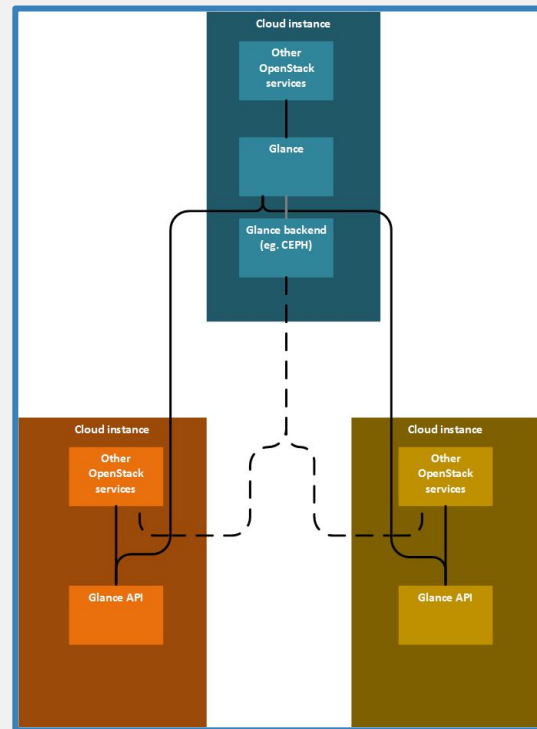 Cloud instance
Other
OpenStack
services
Glance
Glance backend
(eg. CEPH)
Cloud instance
Other
OpenStack
services
Glance API
Cloud instance
Other
OpenStack
services
Glance API